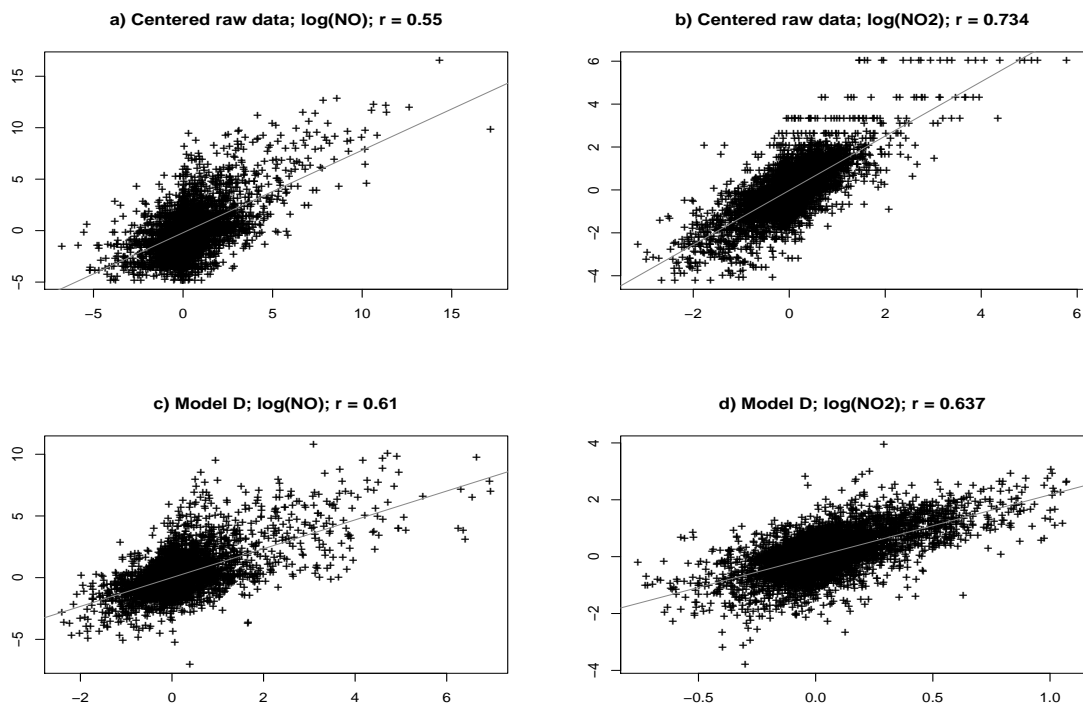 a) Centered raw data; log(NO); r = 0.55
15
10
5
0
−5
−5 0 5 10 15
b) Centered raw data; log(NO2); r = 0.734
6
4
2
0
−2
−4
−2 0 2 4 6
c) Model D; log(NO); r = 0.61
10
5
0
−5
−2 0 2 4 6
d) Model D; log(NO2); r = 0.637
4
2
0
−2
−4
−0.5 0.0 0.5 1.0